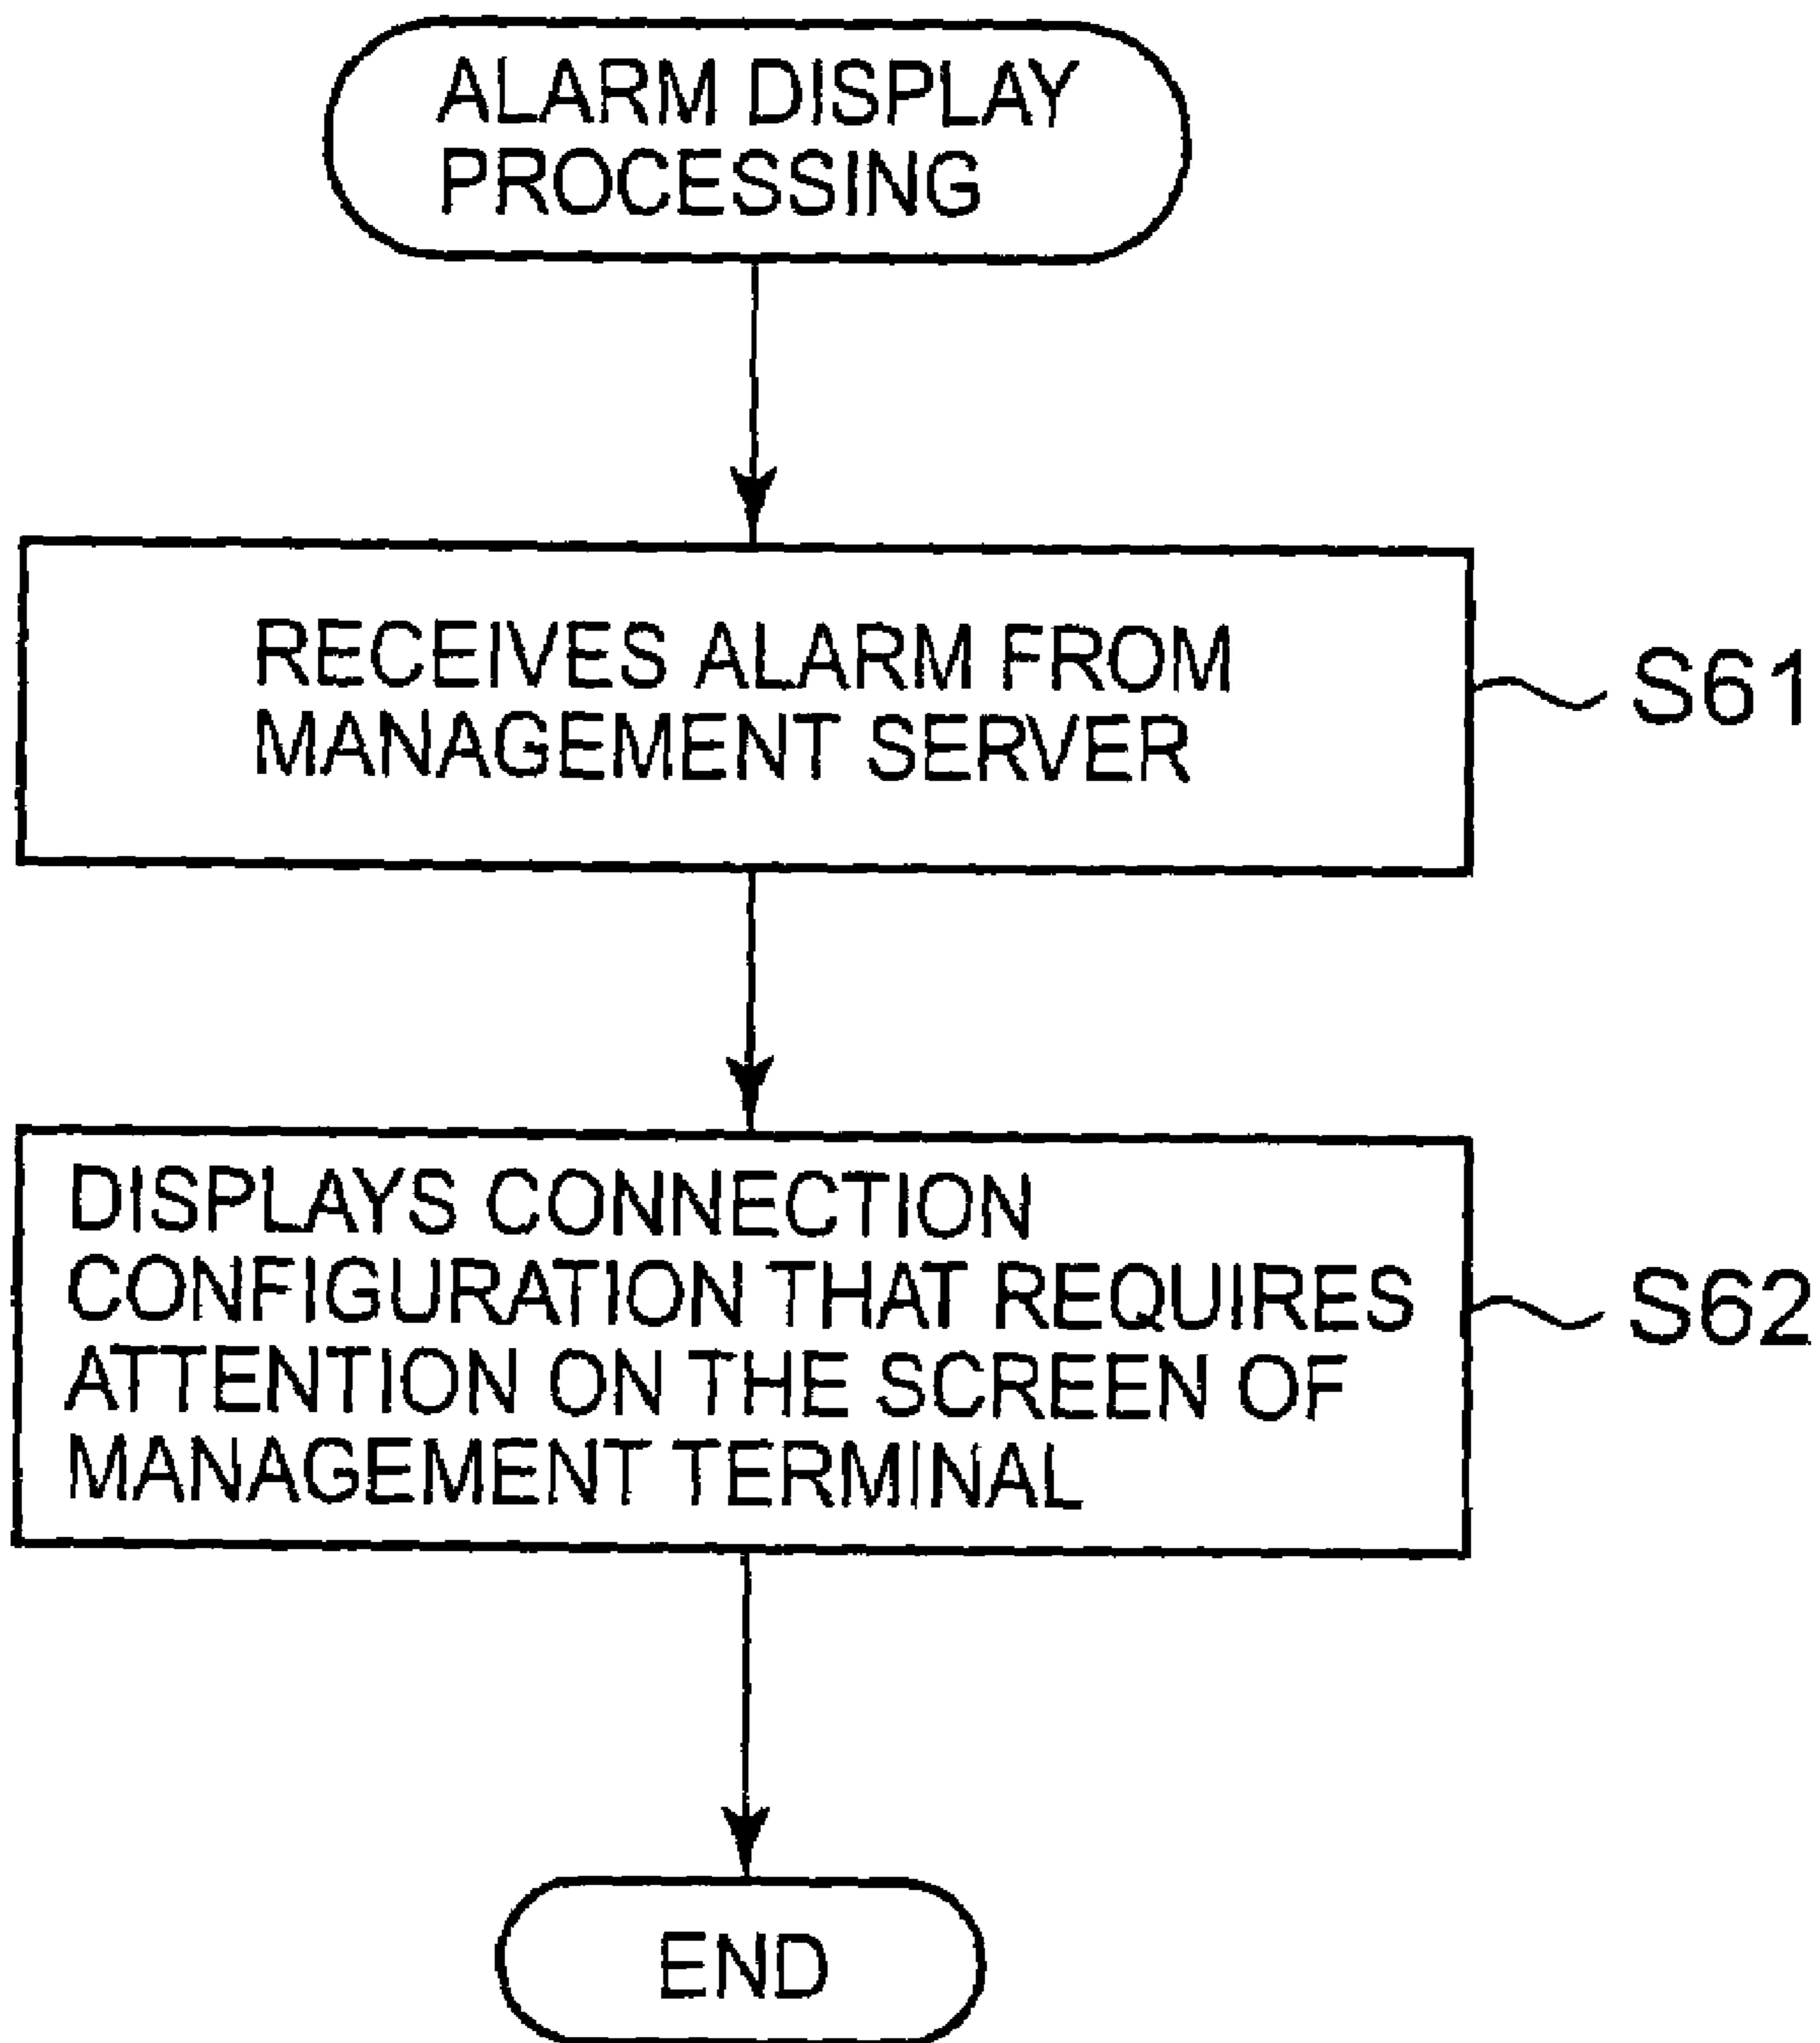 ALARM DISPLAY
PROCESSING
RECEIVES ALARM FROM
MANAGEMENT SERVER
S61
DISPLAYS CONNECTION
CONFIGURATION THAT REQUIRES
ATTENTION ON THE SCREEN OF
MANAGEMENT TERMINAL
S62
END